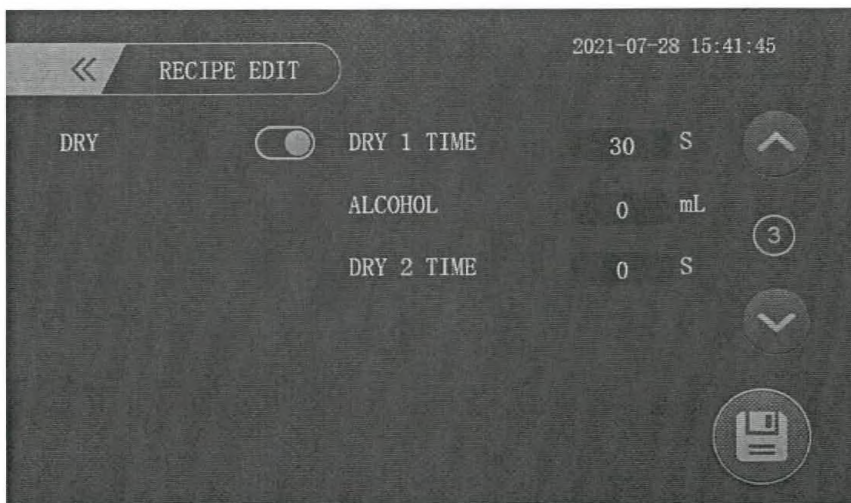 2021-07-28 15:41:45
RECIPE EDIT
DRY DRY 1 TIME 30 S
ALCOHOL 0 mL
3
DRY 2 TIME 0 S